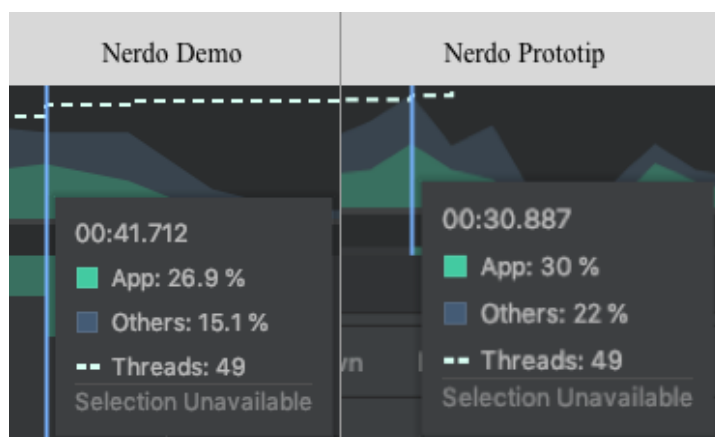 Nerdo Demo
Nerdo Prototip
00:41.712
App: 26.9 %
Others: 15.1 %
Threads: 49
Selection Unavailable
00:30.887
App: 30 %
Others: 22 %
Threads: 49
Selection Unavailable